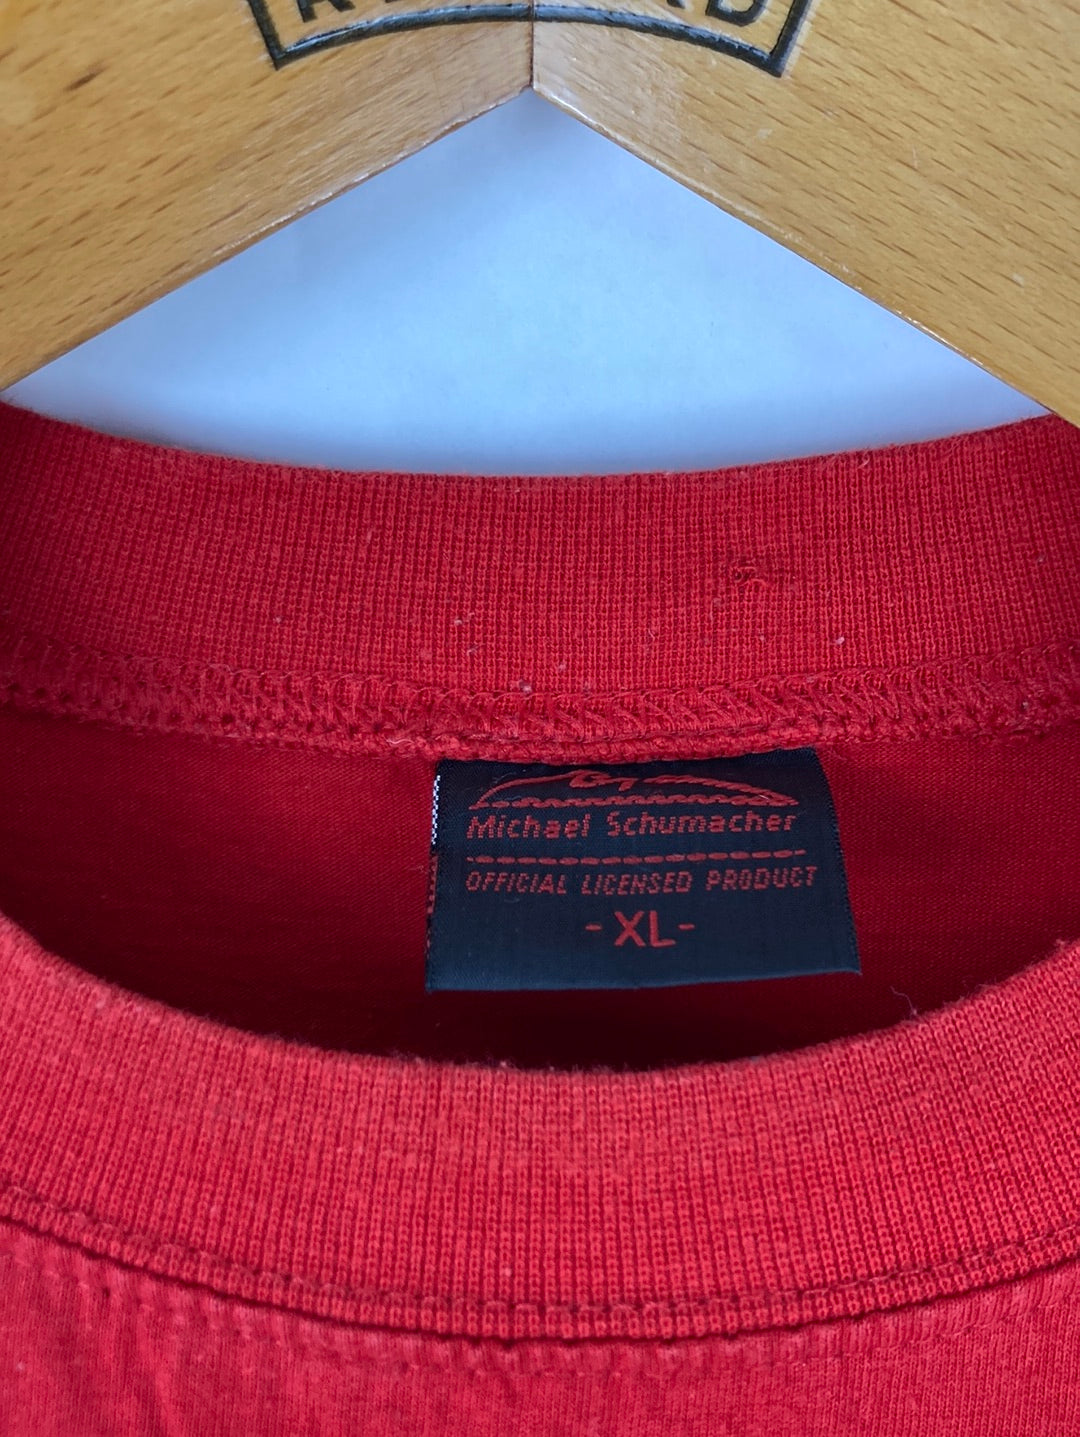 Michael Schumacher
OFFICIAL LICENSED PRODUCT
- XL -